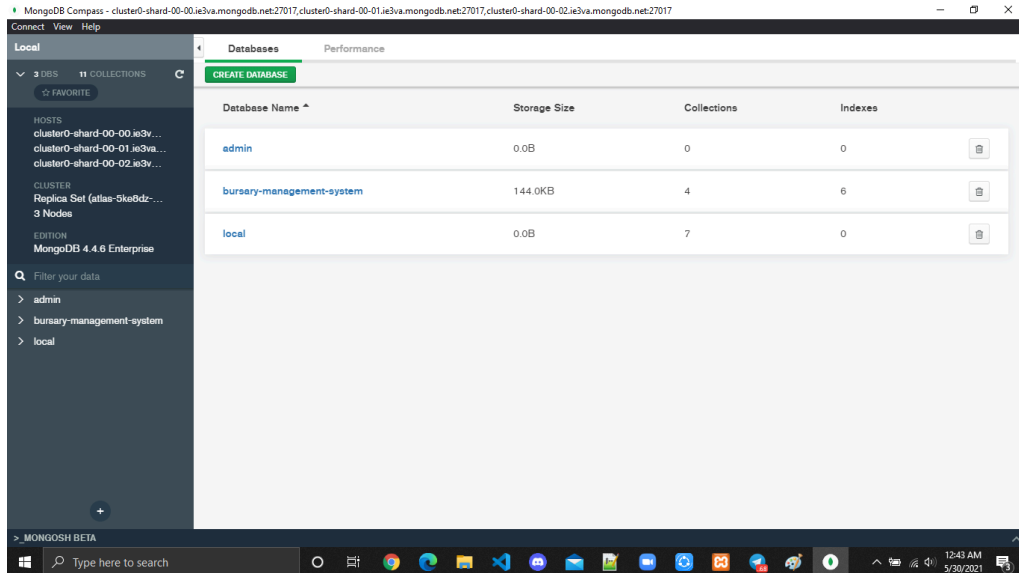 MongoDB Compass - cluster0-shard-00-00.ie3va.mongodb.net:27017,cluster0-shard-00-01.ie3va.mongodb.net:27017,cluster0-shard-00-02.ie3va.mongodb.net:27017
Connect View Help
Local
3 DBS 11 COLLECTIONS
☆ FAVORITE
HOSTS
cluster0-shard-00-00.ie3v...
cluster0-shard-00-01.ie3va...
cluster0-shard-00-02.ie3v...
CLUSTER
Replica Set (atlas-5ke8dz-...
3 Nodes
EDITION
MongoDB 4.4.6 Enterprise
Filter your data
admin
bursary-management-system
local
>_MONGOSH BETA
Databases Performance
CREATE DATABASE
Database Name Storage Size Collections Indexes
admin 0.0B 0 0
bursary-management-system 144.0KB 4 6
local 0.0B 7 0
Type here to search
12:43 AM
5/30/2021
3